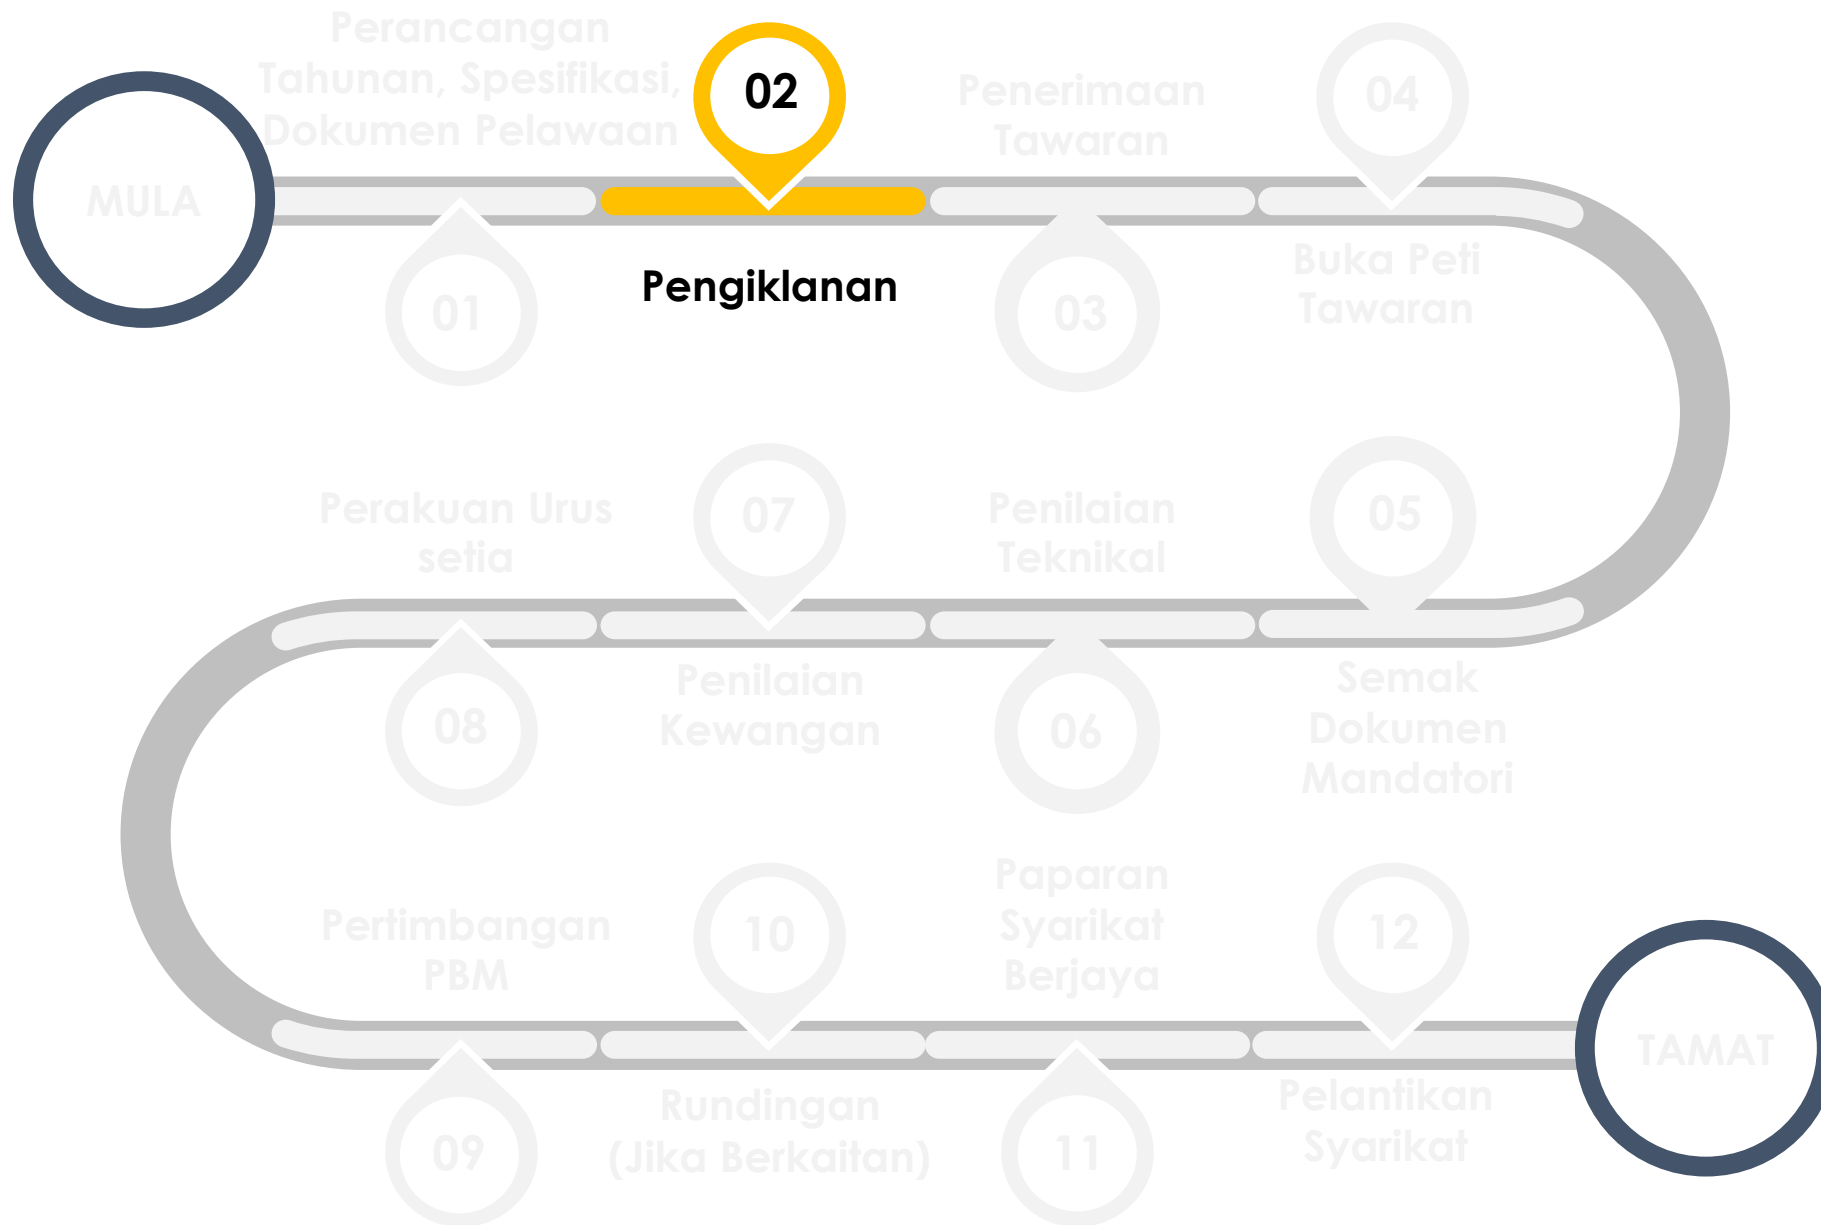 MULA
Perancangan
Tahunan, Spesifikasi,
Dokumen Pelawaan
01
02
Pengiklanan
Penerimaan
Tawaran
03
04
Buka Peti
Tawaran
05
Semak
Dokumen
Mandatori
Penilaian
Teknikal
06
07
Penilaian
Kewangan
Perakuan Urus
setia
08
Pertimbangan
PBM
09
10
Rundingan
(Jika Berkaitan)
Paparan
Syarikat
Berjaya
11
12
Pelantikan
Syarikat
TAMAT